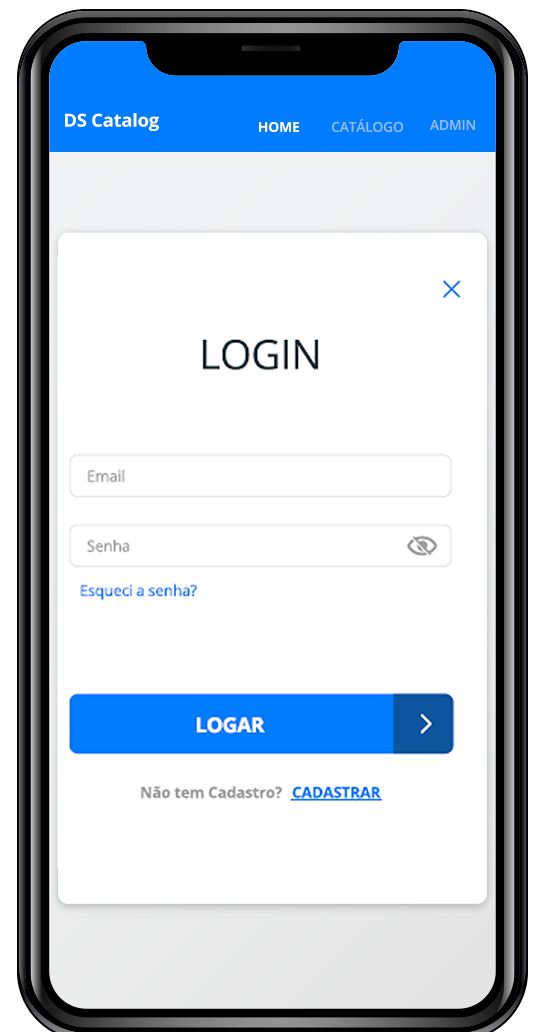 DS Catalog
HOME CATÁLOGO ADMIN
LOGIN
Email
Senha
Esqueci a senha?
LOGAR
Não tem Cadastro? CADASTRAR